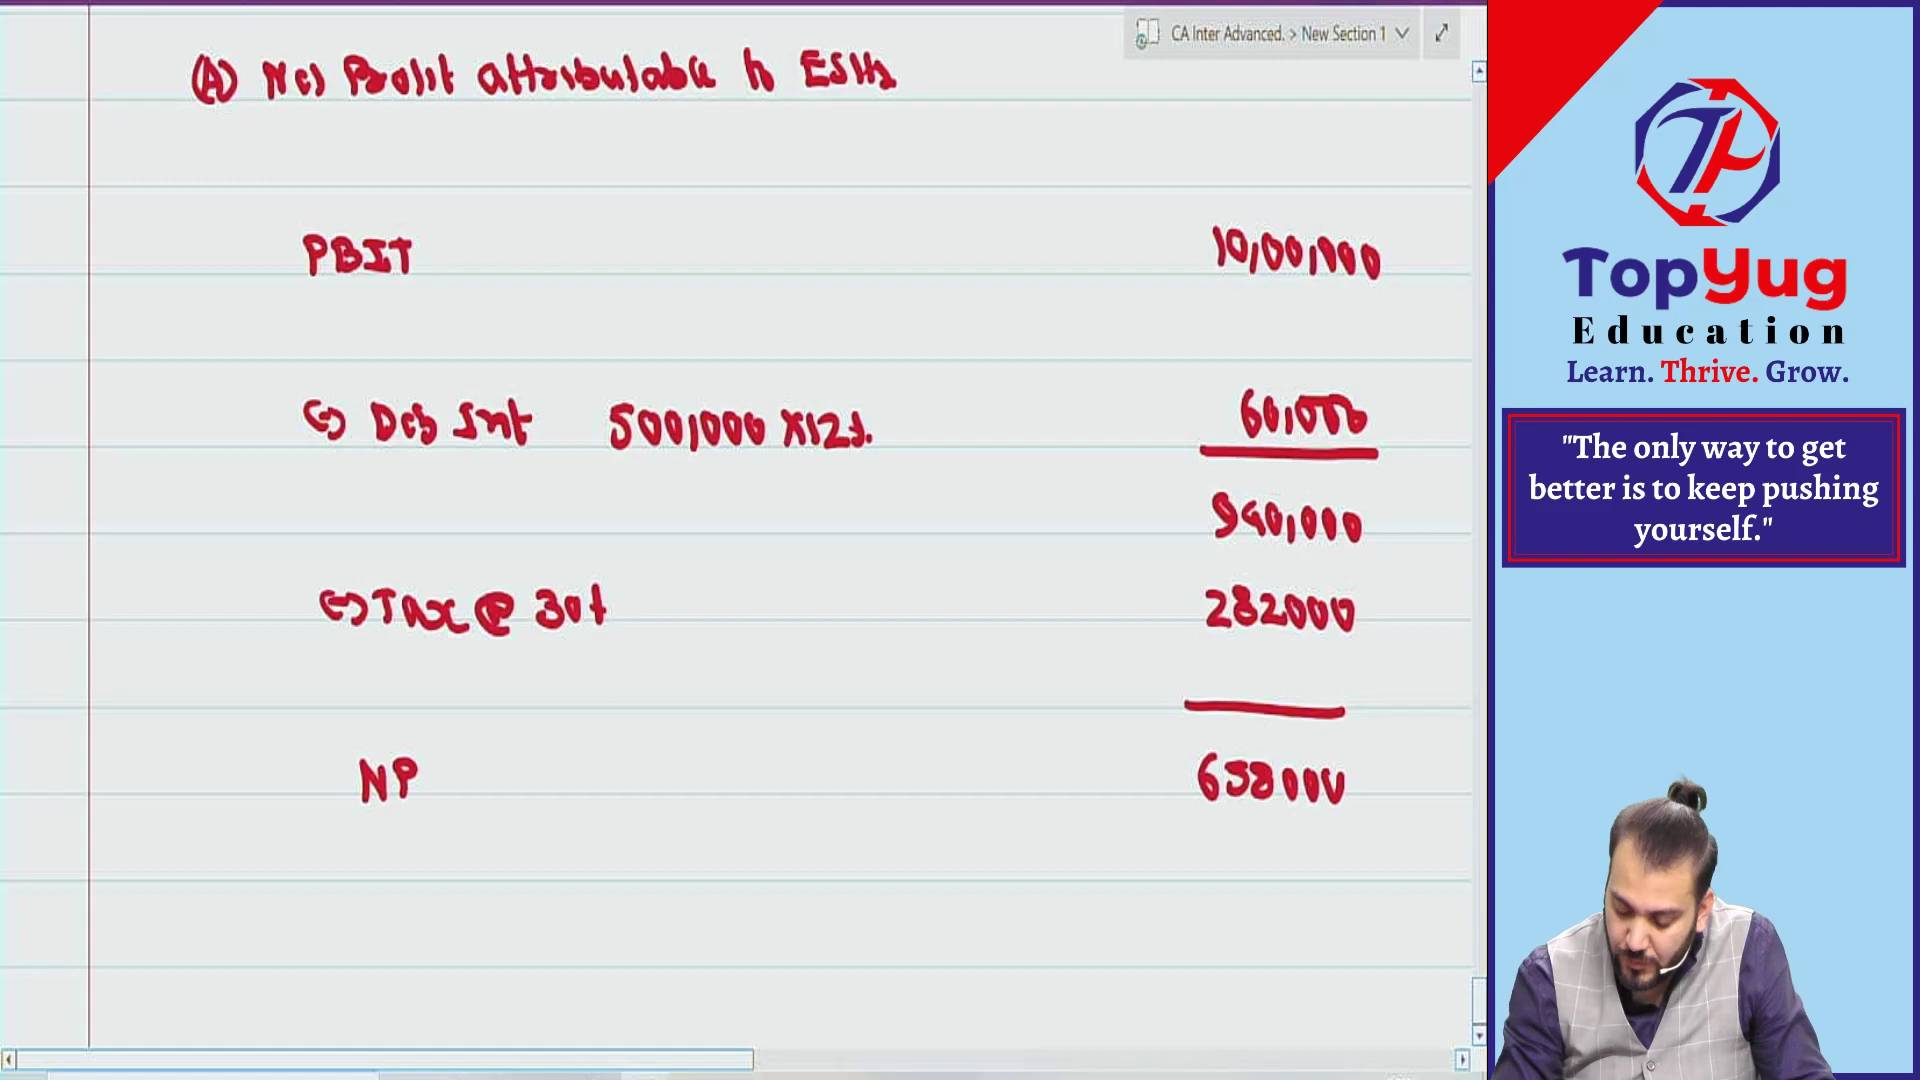 CA Inter Advanced. > New Section 1
(A) Net Profit attributable to ESHs
PBIT 10,00,000
(-) Deb Int 500,000 X12%. 60,000
940,000
(-) Tax @ 30% 282000
NP 658000
TopYug
Education
Learn. Thrive. Grow.
"The only way to get
better is to keep pushing
yourself."